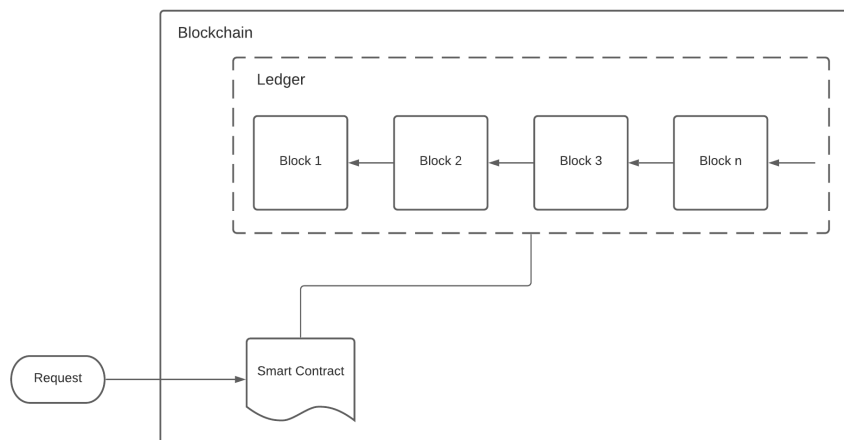 Blockchain
Ledger
Block 1
Block 2
Block 3
Block n
Smart Contract
Request